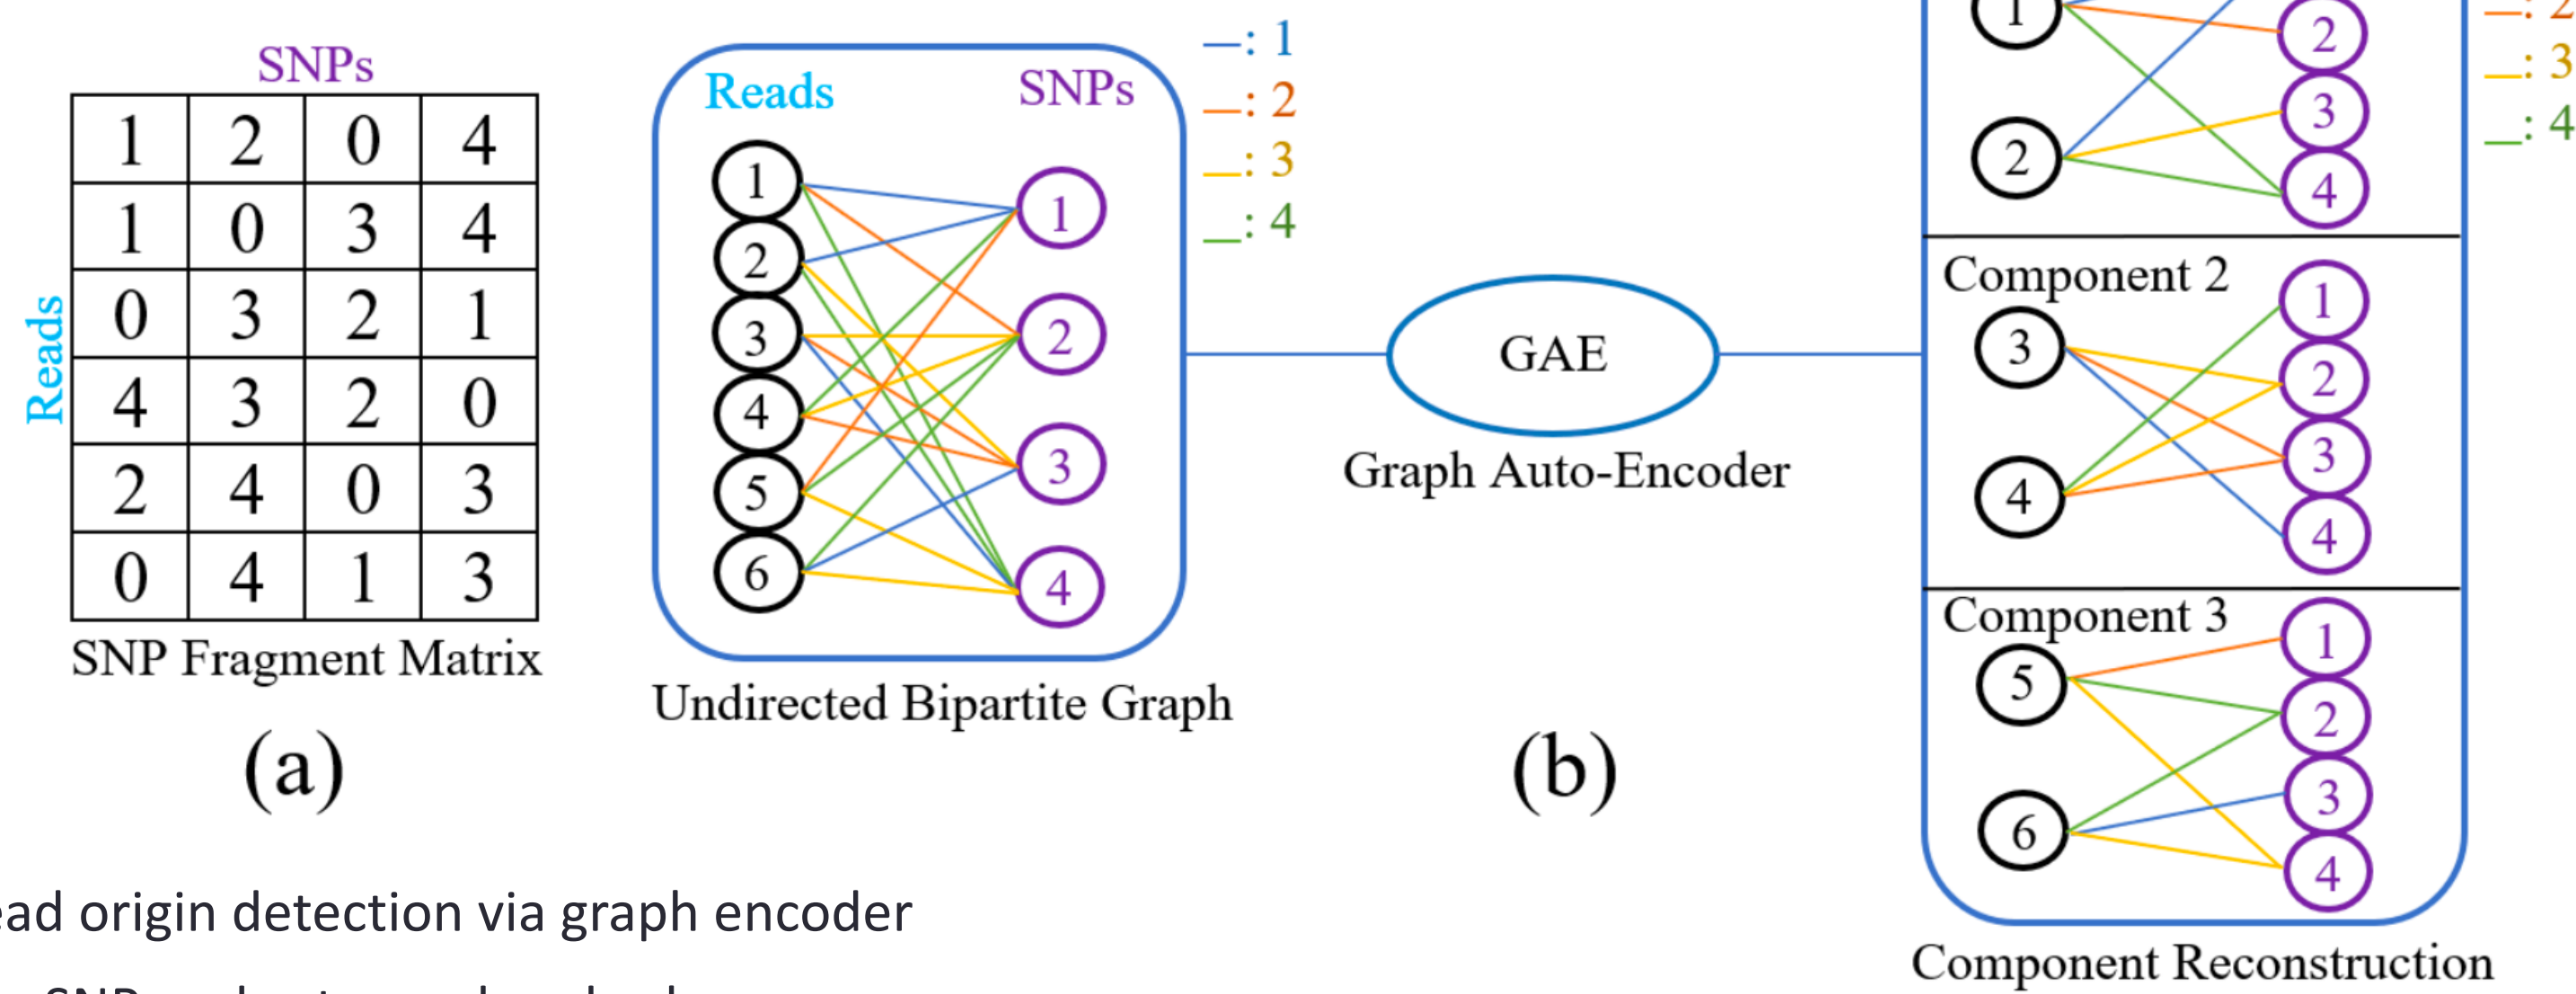 SNPs
Reads
1 2 0 4
1 0 3 4
0 3 2 1
4 3 2 0
2 4 0 3
0 4 1 3
SNP Fragment Matrix
(a)
Reads SNPs
1
2
3
4
5
6
1
2
3
4
: 1
: 2
: 3
: 4
Undirected Bipartite Graph
GAE
Graph Auto-Encoder
(b)
1
2
2
3
4
: 2
: 3
: 4
Component 2
3
4
1
2
3
4
Component 3
5
6
1
2
3
4
Component Reconstruction
origin detection via graph encoder